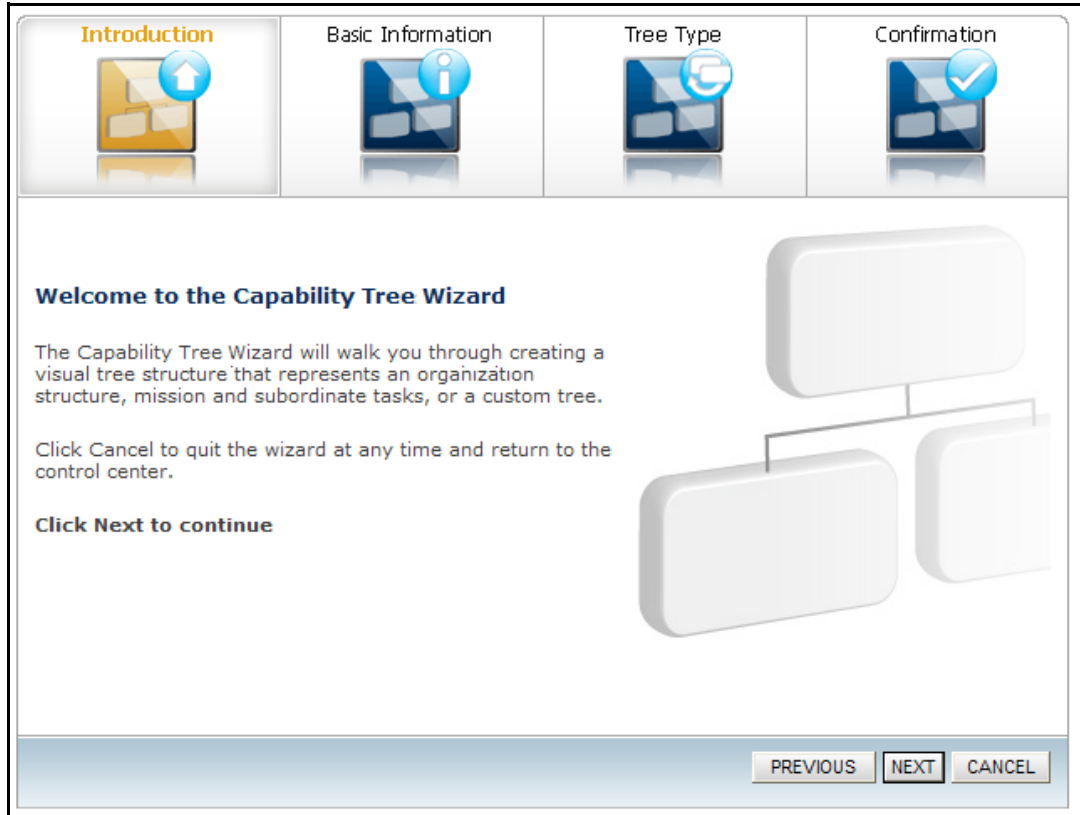 Introduction
Basic Information
Tree Type
Confirmation
Welcome to the Capability Tree Wizard
The Capability Tree Wizard will walk you through creating a
visual tree structure that represents an organization
structure, mission and subordinate tasks, or a custom tree.
Click Cancel to quit the wizard at any time and return to the
control center.
Click Next to continue
PREVIOUS
NEXT
CANCEL